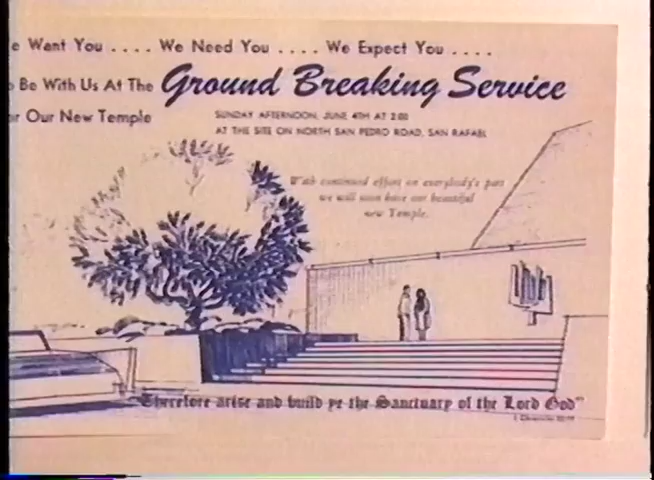 e Want You .... We Need You .... We Expect You ....
Be With Us At The Ground Breaking Service
r Our New Temple
SUNDAY AFTERNOON, JUNE 4TH AT 2:00
AT THE SITE ON NORTH SAN PEDRO ROAD, SAN RAFAEL
With continued effort on everybody's part
we will soon have our beautiful
new Temple.
"Therefore arise and build ye the Sanctuary of the Lord God"